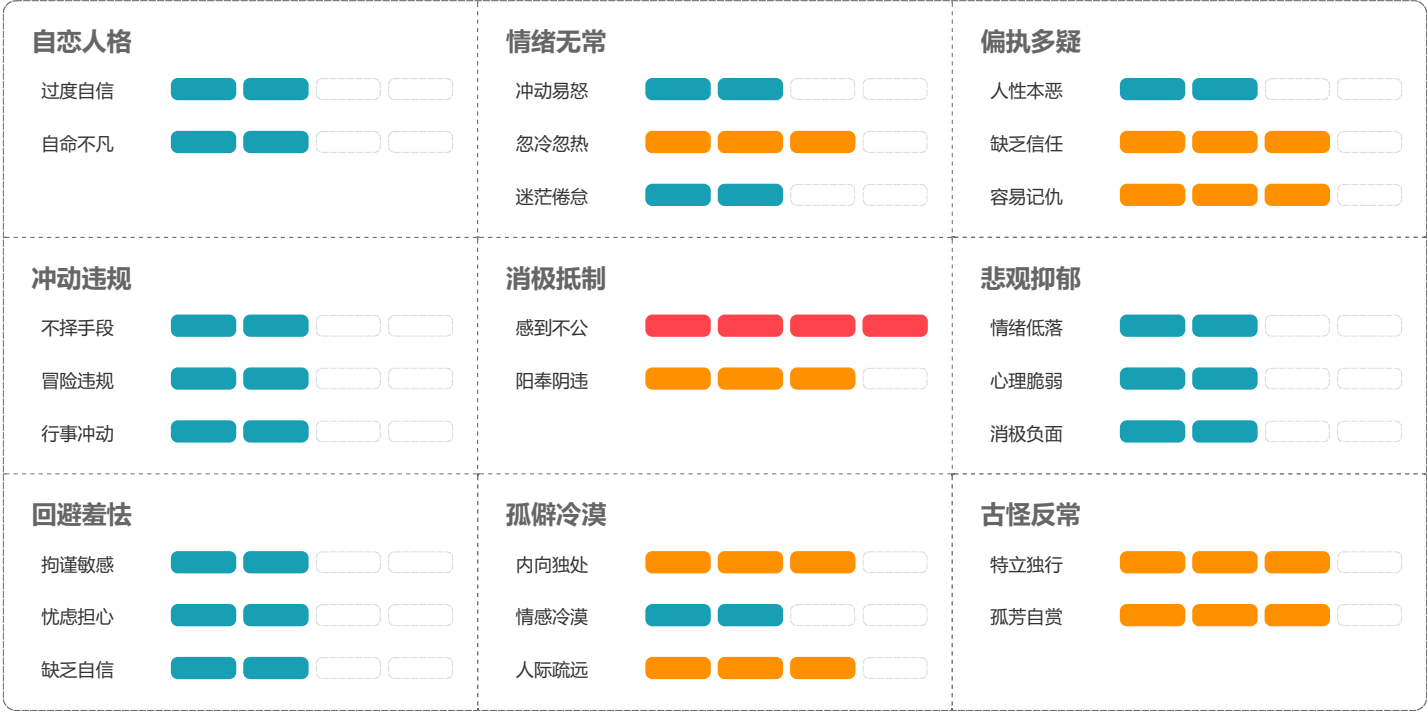 自恋人格
过度自信
自命不凡
情绪无常
冲动易怒
忽冷忽热
迷茫倦怠
偏执多疑
人性本恶
缺乏信任
容易记仇
冲动违规
不择手段
冒险违规
行事冲动
消极抵制
感到不公
阳奉阴违
悲观抑郁
情绪低落
心理脆弱
消极负面
回避羞怯
拘谨敏感
忧虑担心
缺乏自信
孤僻冷漠
内向独处
情感冷漠
人际疏远
古怪反常
特立独行
孤芳自赏